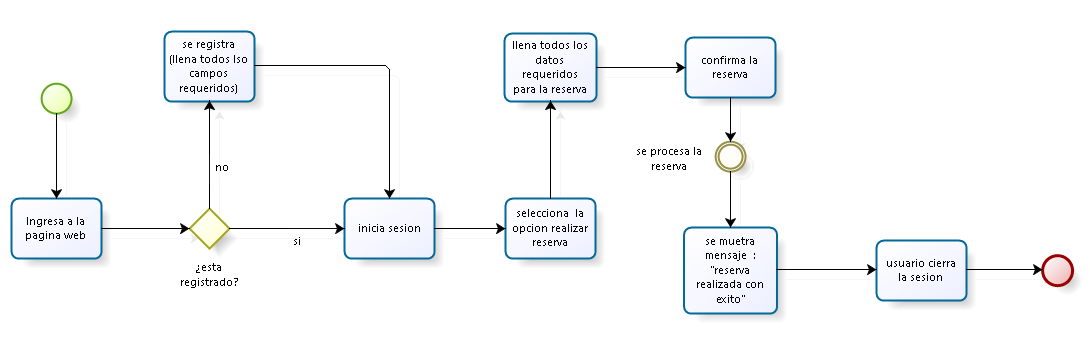 Ingresa a la
pagina web
¿esta
registrado?
no
si
se registra
(llena todos lso
campos
requeridos)
inicia sesion
selecciona la
opcion realizar
reserva
llena todos los
datos
requeridos
para la reserva
confirma la
reserva
se procesa la
reserva
se muetra
mensaje :
"reserva
realizada con
exito"
usuario cierra
la sesion